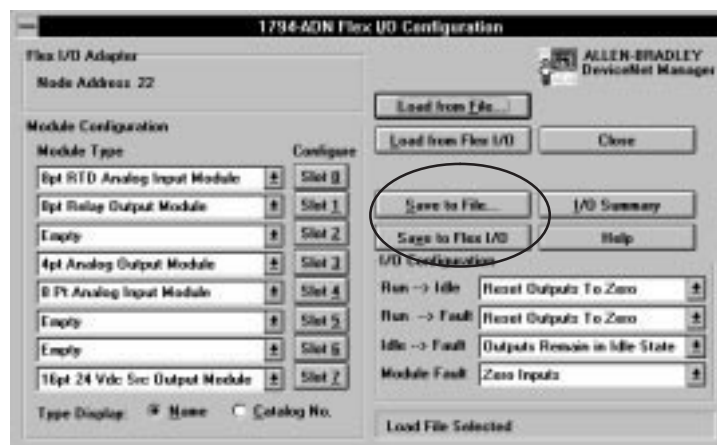 1794-ADN Flex I/O Configuration
Flex I/O Adapter
Node Address 22
ALLEN-BRADLEY
DeviceNet Manager
Load from File...
Load from Flex I/O
Close
Module Configuration
Module Type
Configure
8pt RTD Analog Input Module
Slot 0
8pt Relay Output Module
Slot 1
Empty
Slot 2
4pt Analog Output Module
Slot 3
8 Pt Analog Input Module
Slot 4
Empty
Slot 5
Empty
Slot 6
16pt 24 Vdc Src Output Module
Slot 7
Type Display: Name Catalog No.
Save to File...
I/O Summary
Save to Flex I/O
Help
I/O Configuration
Run --> Idle Reset Outputs To Zero
Run --> Fault Reset Outputs To Zero
Idle --> Fault Outputs Remain in Idle State
Module Fault Zero Inputs
Load File Selected